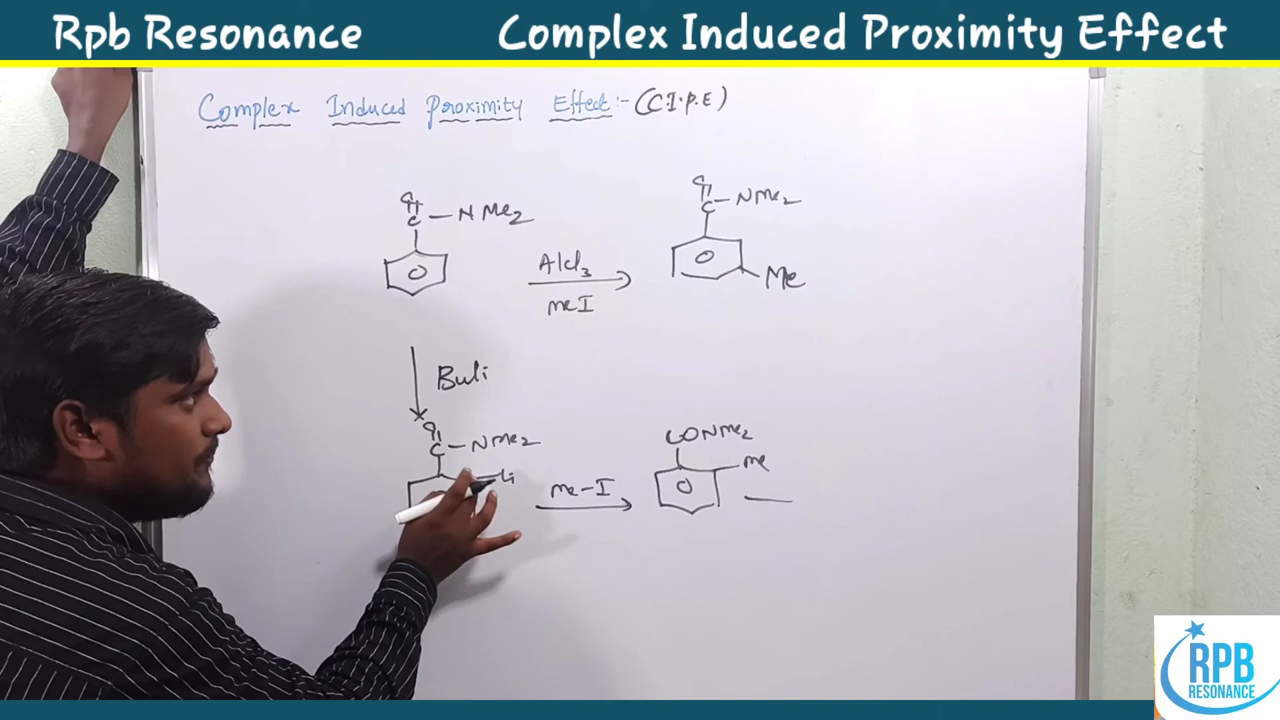 Rpb Resonance Complex Induced Proximity Effect
Complex Induced Proximity Effect:- (C I.P.E)
O
C - N Me2
O
C - NMe2
AlCl3
meI
Me
Buli
O
C - NMe2
Li
me-I
CONMe2
me
RPB
RESONANCE